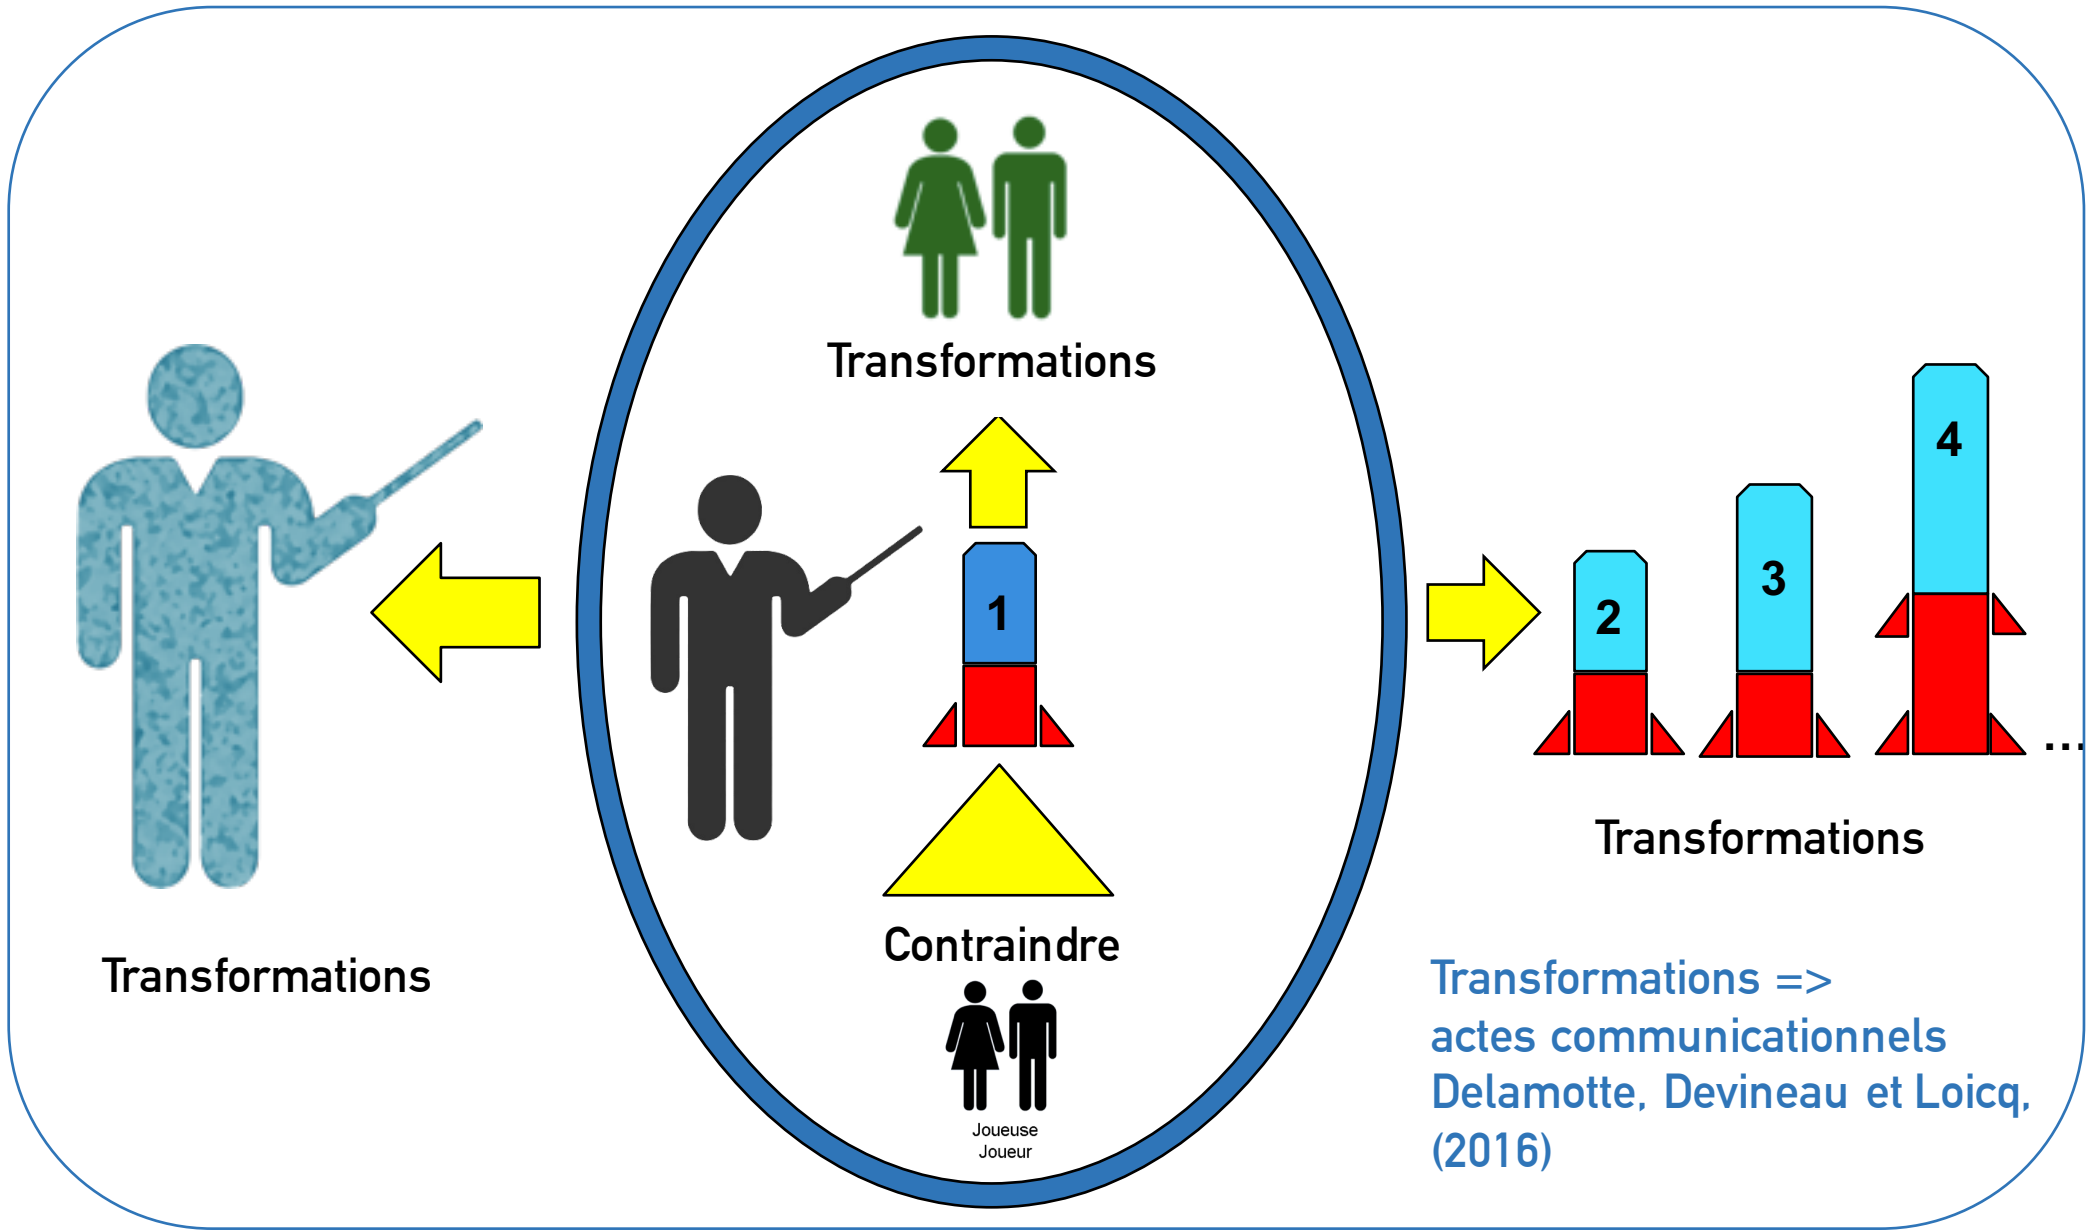 Transformations
1
Contraindre
Joueuse
Joueur
Transformations
2
3
4
...
Transformations
Transformations =>
actes communicationnels
Delamotte, Devineau et Loicq,
(2016)